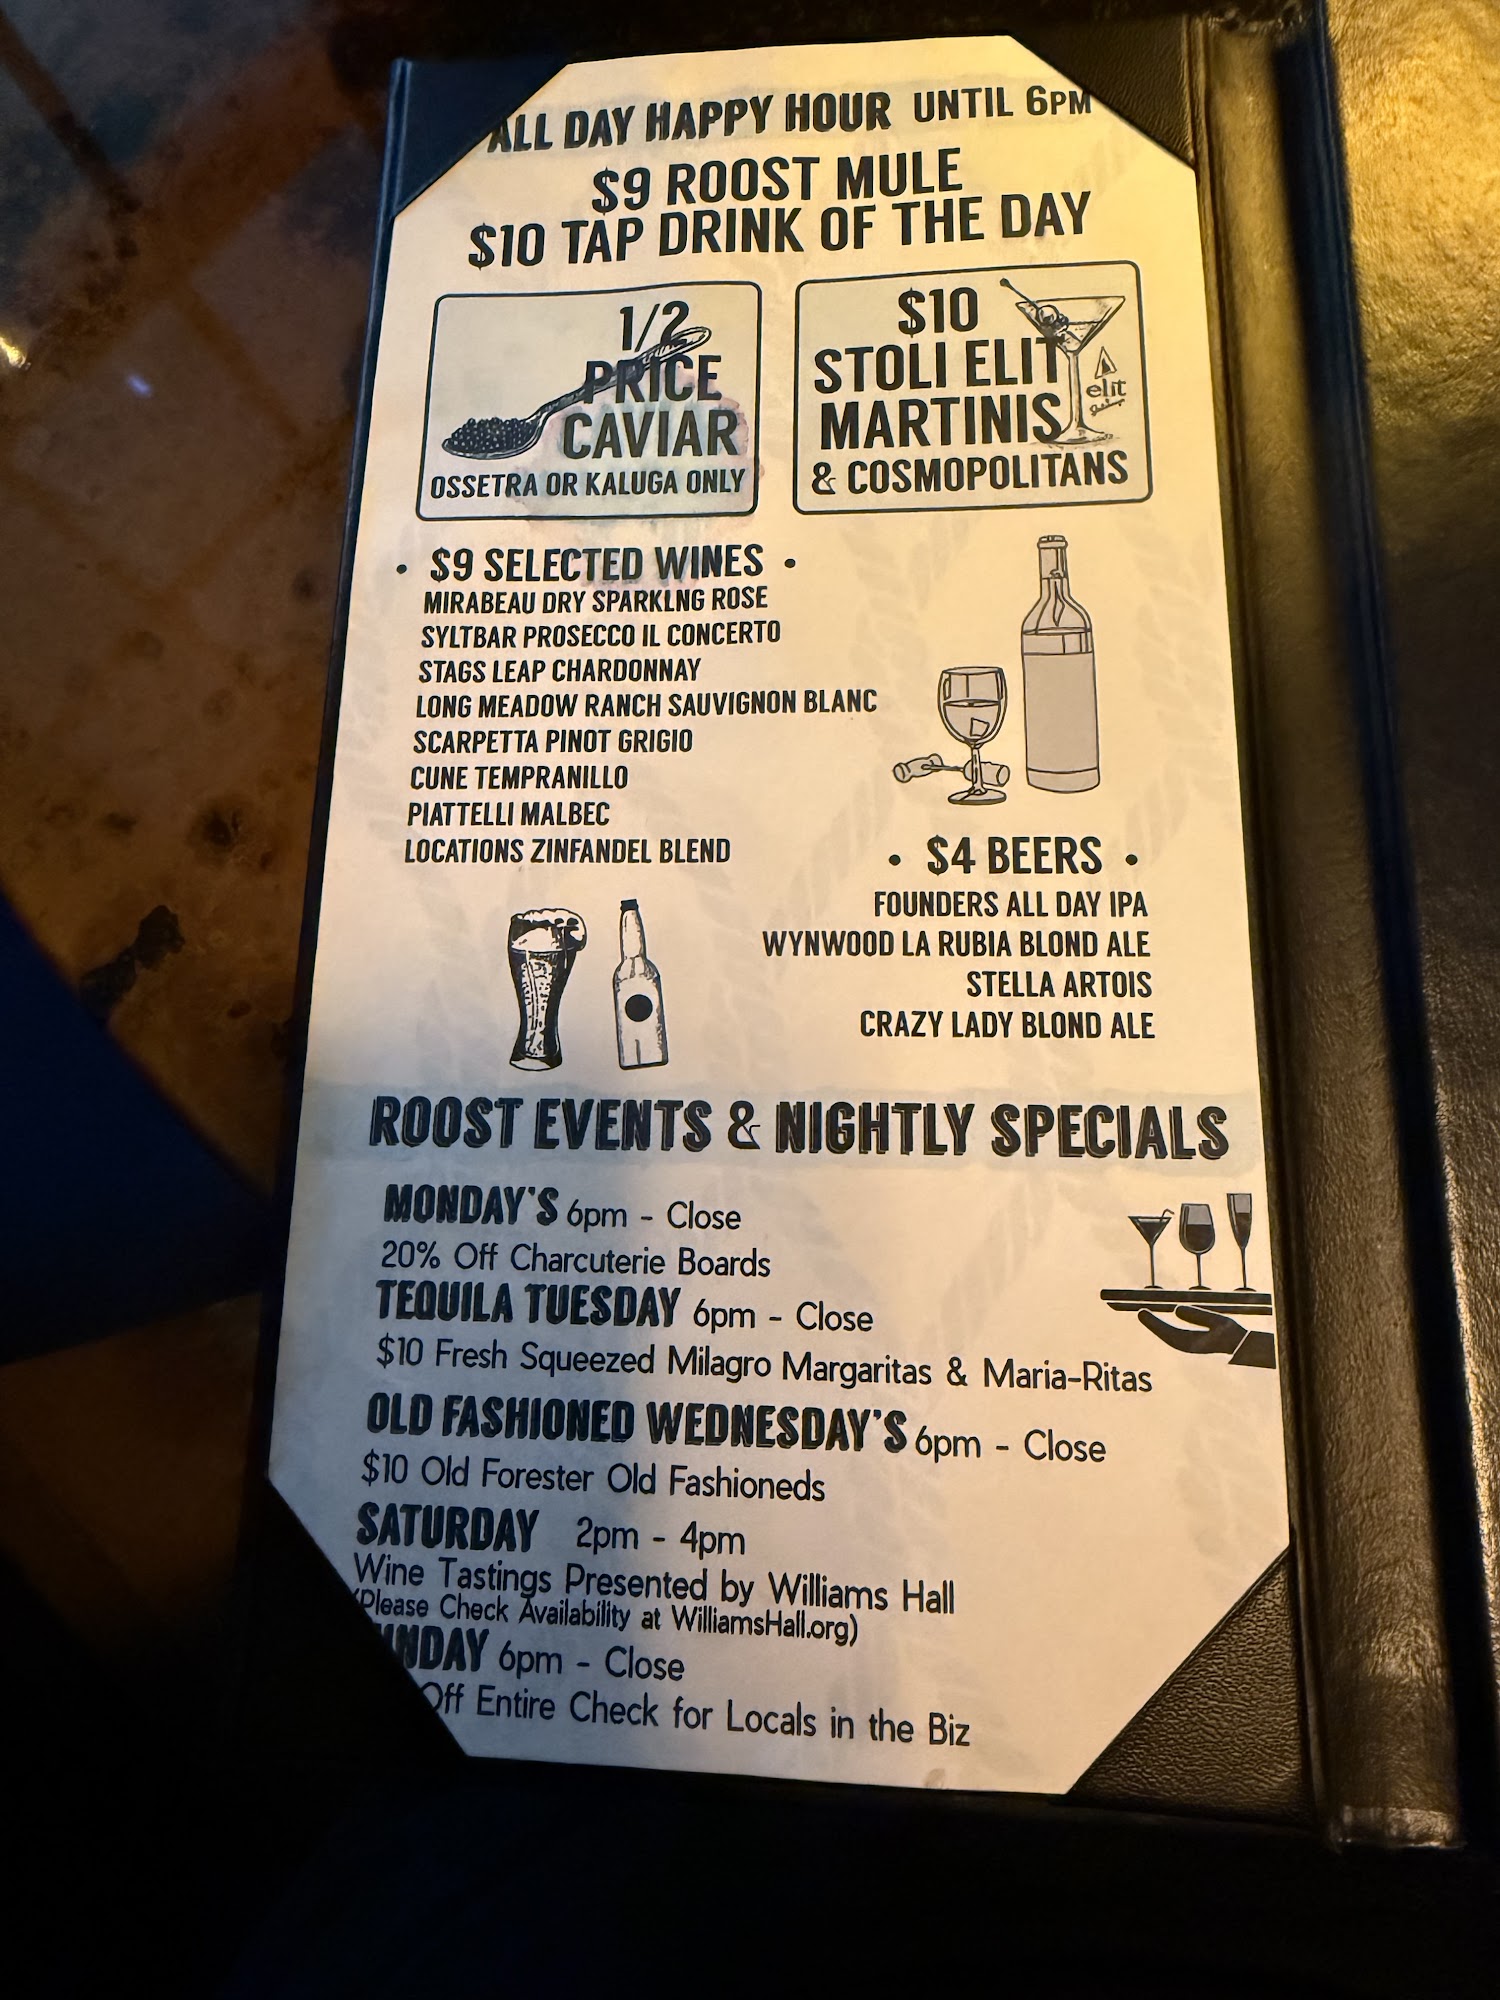 ALL DAY HAPPY HOUR UNTIL 6PM
$9 ROOST MULE
$10 TAP DRINK OF THE DAY
1/2
PRICE
CAVIAR
OSSETRA OR KALUGA ONLY
$10
STOLI ELIT
MARTINIS
& COSMOPOLITANS
elit
• $9 SELECTED WINES •
MIRABEAU DRY SPARKLNG ROSE
SYLTBAR PROSECCO IL CONCERTO
STAGS LEAP CHARDONNAY
LONG MEADOW RANCH SAUVIGNON BLANC
SCARPETTA PINOT GRIGIO
CUNE TEMPRANILLO
PIATTELLI MALBEC
LOCATIONS ZINFANDEL BLEND
• $4 BEERS •
FOUNDERS ALL DAY IPA
WYNWOOD LA RUBIA BLOND ALE
STELLA ARTOIS
CRAZY LADY BLOND ALE
ROOST EVENTS & NIGHTLY SPECIALS
MONDAY'S 6pm - Close
20% Off Charcuterie Boards
TEQUILA TUESDAY 6pm - Close
$10 Fresh Squeezed Milagro Margaritas & Maria-Ritas
OLD FASHIONED WEDNESDAY'S 6pm - Close
$10 Old Forester Old Fashioneds
SATURDAY 2pm - 4pm
Wine Tastings Presented by Williams Hall
(Please Check Availability at WilliamsHall.org)
UNDAY 6pm - Close
Off Entire Check for Locals in the Biz